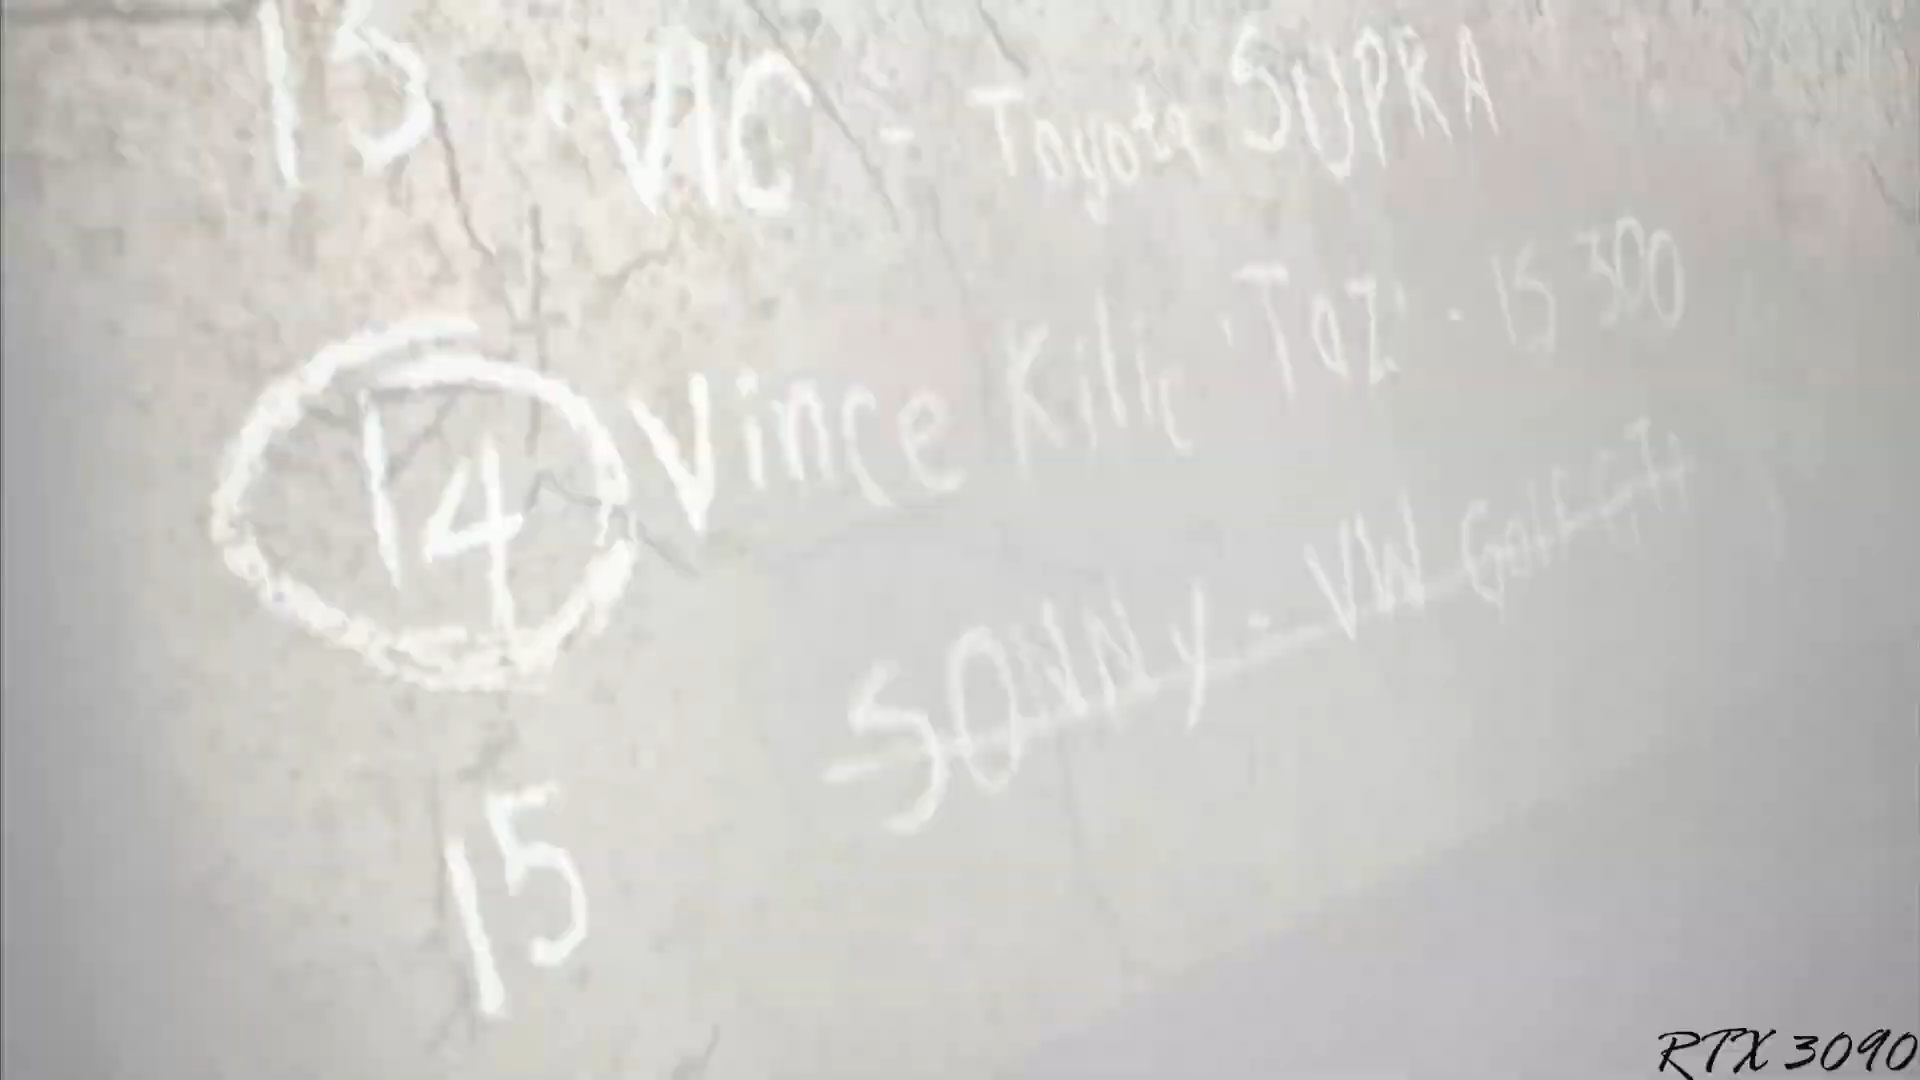 13 VIC - Toyota SUPRA
14 Vince Kilic 'Taz' - IS 300
SONNY - VW Golf GTi
15
RTX 3090